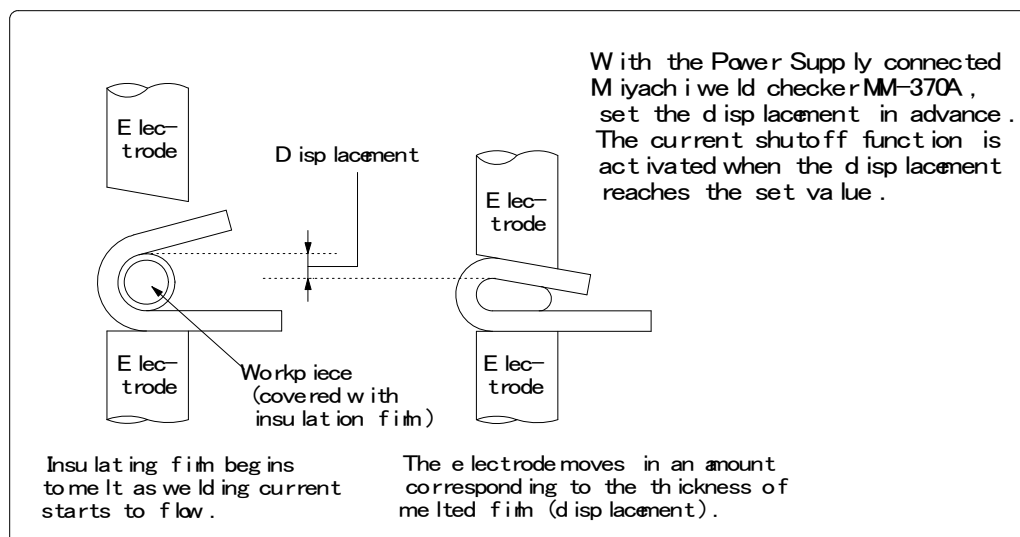 With the Power Supply connected
Miyachi weld checker MM-370A,
set the displacement in advance.
The current shutoff function is
activated when the displacement
reaches the set value.
Elec-
trode
Displacement
Elec-
trode
Elec-
trode
Elec-
trode
Workpiece
(covered with
insulation film)
Insulating film begins
to melt as welding current
starts to flow.
The electrode moves in an amount
corresponding to the thickness of
melted film (displacement).